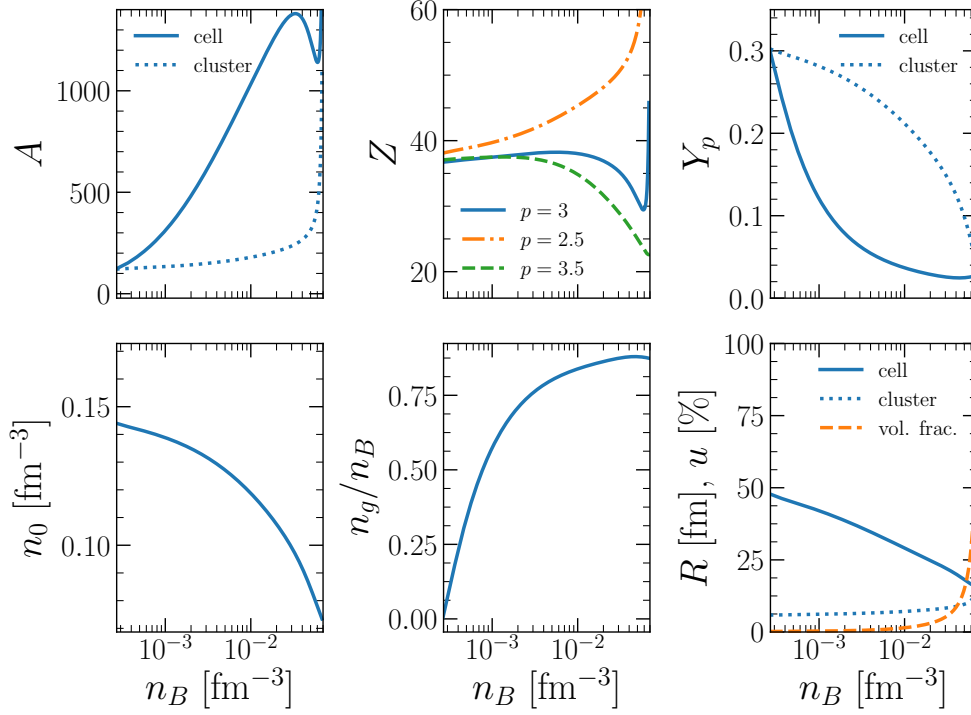 A
1000
500
0
cell
cluster
Z
60
40
20
p = 3
p = 2.5
p = 3.5
Y_p
0.3
0.2
0.1
0.0
cell
cluster
n_0 [fm^{−3}]
0.15
0.10
10^{−3} 10^{−2}
n_B [fm^{−3}]
n_g/n_B
0.75
0.50
0.25
0.00
10^{−3} 10^{−2}
n_B [fm^{−3}]
R [fm], u [%]
100
75
50
25
0
cell
cluster
vol. frac.
10^{−3} 10^{−2}
n_B [fm^{−3}]